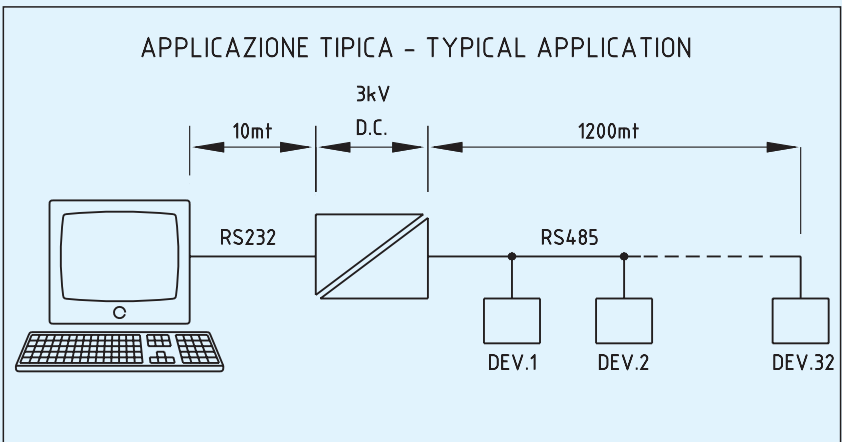 APPLICAZIONE TIPICA - TYPICAL APPLICATION
3kV
10mt
D.C.
1200mt
RS232
RS485
DEV.1
DEV.2
DEV.32